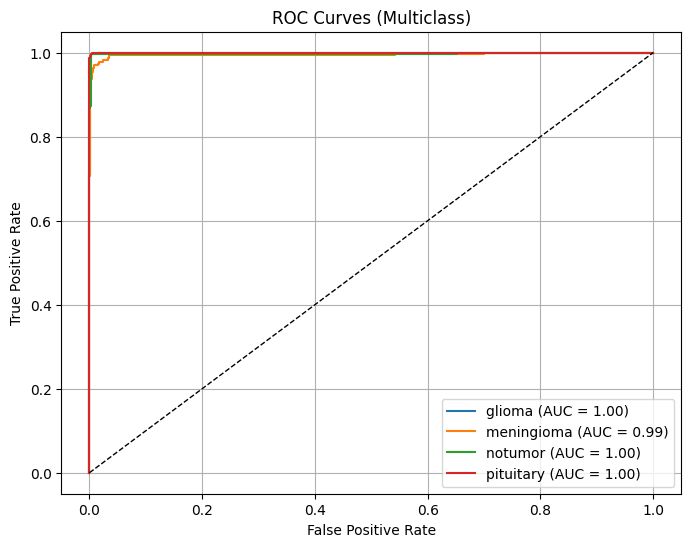 ROC Curves (Multiclass)
1.0
0.8
0.6
0.4
0.2
0.0
True Positive Rate
glioma (AUC = 1.00)
meningioma (AUC = 0.99)
notumor (AUC = 1.00)
pituitary (AUC = 1.00)
0.0 0.2 0.4 0.6 0.8 1.0
False Positive Rate